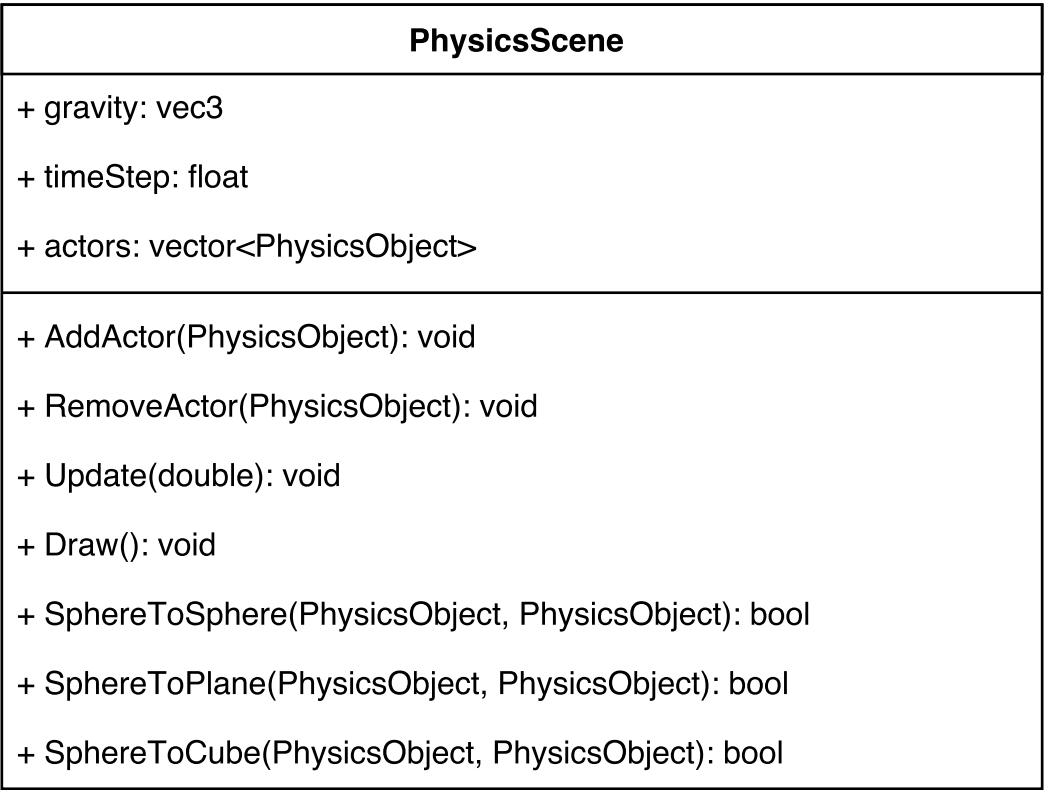 PhysicsScene
+ gravity: vec3
+ timeStep: float
+ actors: vector<PhysicsObject>
+ AddActor(PhysicsObject): void
+ RemoveActor(PhysicsObject): void
+ Update(double): void
+ Draw(): void
+ SphereToSphere(PhysicsObject, PhysicsObject): bool
+ SphereToPlane(PhysicsObject, PhysicsObject): bool
+ SphereToCube(PhysicsObject, PhysicsObject): bool